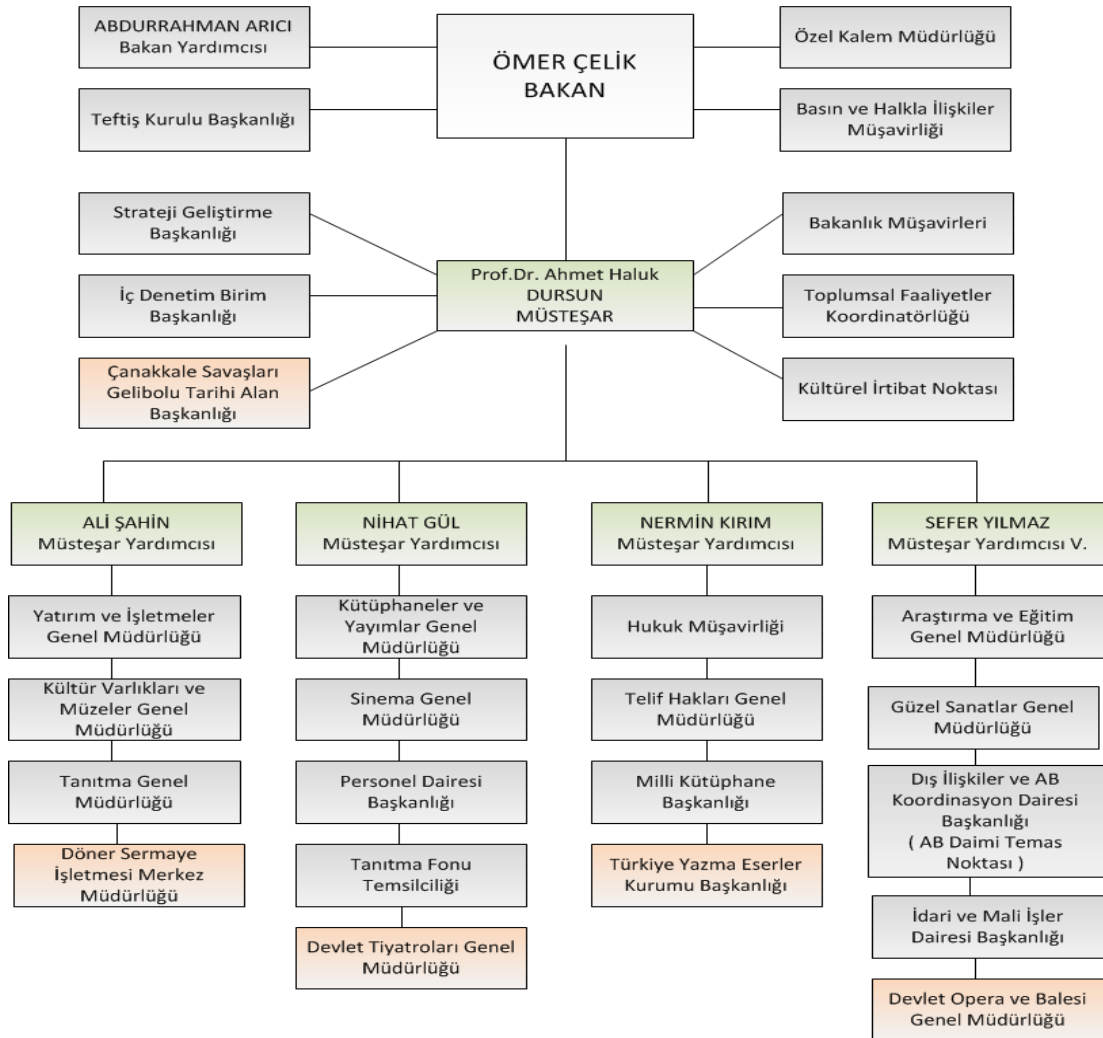 ABDURRAHMAN ARICI
Bakan Yardımcısı
Teftiş Kurulu Başkanlığı
ÖMER ÇELİK
BAKAN
Özel Kalem Müdürlüğü
Basın ve Halkla İlişkiler
Müşavirliği
Strateji Geliştirme
Başkanlığı
İç Denetim Birim
Başkanlığı
Çanakkale Savaşları
Gelibolu Tarihi Alan
Başkanlığı
Prof.Dr. Ahmet Haluk
DURSUN
MÜSTEŞAR
Bakanlık Müşavirleri
Toplumsal Faaliyetler
Koordinatörlüğü
Kültürel İrtibat Noktası
ALİ ŞAHİN
Müsteşar Yardımcısı
Yatırım ve İşletmeler
Genel Müdürlüğü
Kültür Varlıkları ve
Müzeler Genel
Müdürlüğü
Tanıtma Genel
Müdürlüğü
Döner Sermaye
İşletmesi Merkez
Müdürlüğü
NİHAT GÜL
Müsteşar Yardımcısı
Kütüphaneler ve
Yayımlar Genel
Müdürlüğü
Sinema Genel
Müdürlüğü
Personel Dairesi
Başkanlığı
Tanıtma Fonu
Temsilciliği
Devlet Tiyatroları Genel
Müdürlüğü
NERMİN KIRIM
Müsteşar Yardımcısı
Hukuk Müşavirliği
Telif Hakları Genel
Müdürlüğü
Milli Kütüphane
Başkanlığı
Türkiye Yazma Eserler
Kurumu Başkanlığı
SEFER YILMAZ
Müsteşar Yardımcısı V.
Araştırma ve Eğitim
Genel Müdürlüğü
Güzel Sanatlar Genel
Müdürlüğü
Dış İlişkiler ve AB
Koordinasyon Dairesi
Başkanlığı
( AB Daimi Temas
Noktası )
İdari ve Mali İşler
Dairesi Başkanlığı
Devlet Opera ve Balesi
Genel Müdürlüğü